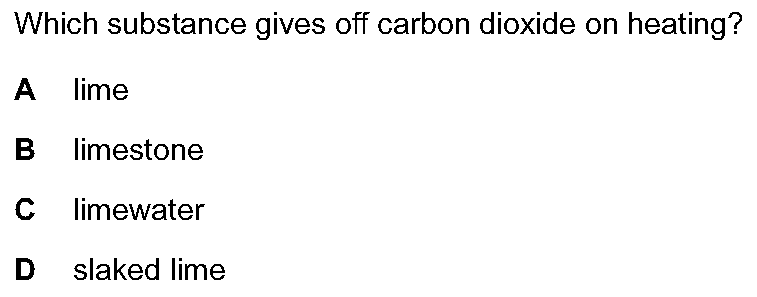 Which substance gives off carbon dioxide on heating?
A lime
B limestone
C limewater
D slaked lime